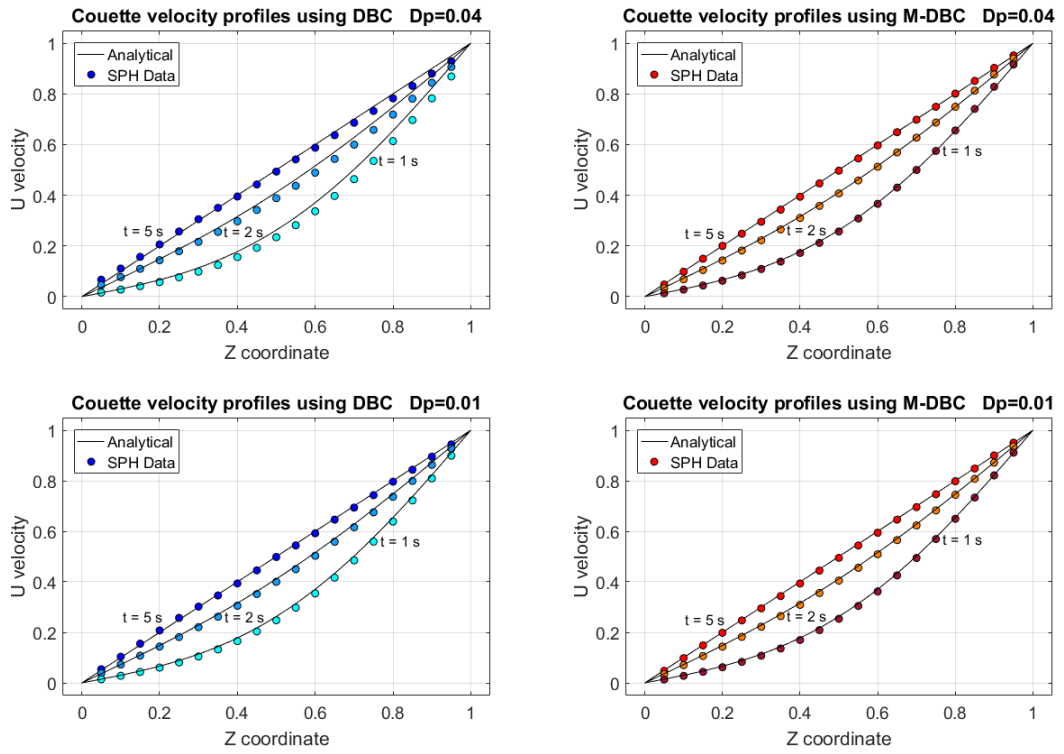 Couette velocity profiles using DBC Dp=0.04
Analytical
SPH Data
t = 1 s
t = 5 s
t = 2 s
U velocity
1
0.8
0.6
0.4
0.2
0
0 0.2 0.4 0.6 0.8 1
Z coordinate
Couette velocity profiles using M-DBC Dp=0.04
Analytical
SPH Data
t = 1 s
t = 5 s
t = 2 s
U velocity
1
0.8
0.6
0.4
0.2
0
0 0.2 0.4 0.6 0.8 1
Z coordinate
Couette velocity profiles using DBC Dp=0.01
Analytical
SPH Data
t = 1 s
t = 5 s
t = 2 s
U velocity
1
0.8
0.6
0.4
0.2
0
0 0.2 0.4 0.6 0.8 1
Z coordinate
Couette velocity profiles using M-DBC Dp=0.01
Analytical
SPH Data
t = 1 s
t = 5 s
t = 2 s
U velocity
1
0.8
0.6
0.4
0.2
0
0 0.2 0.4 0.6 0.8 1
Z coordinate